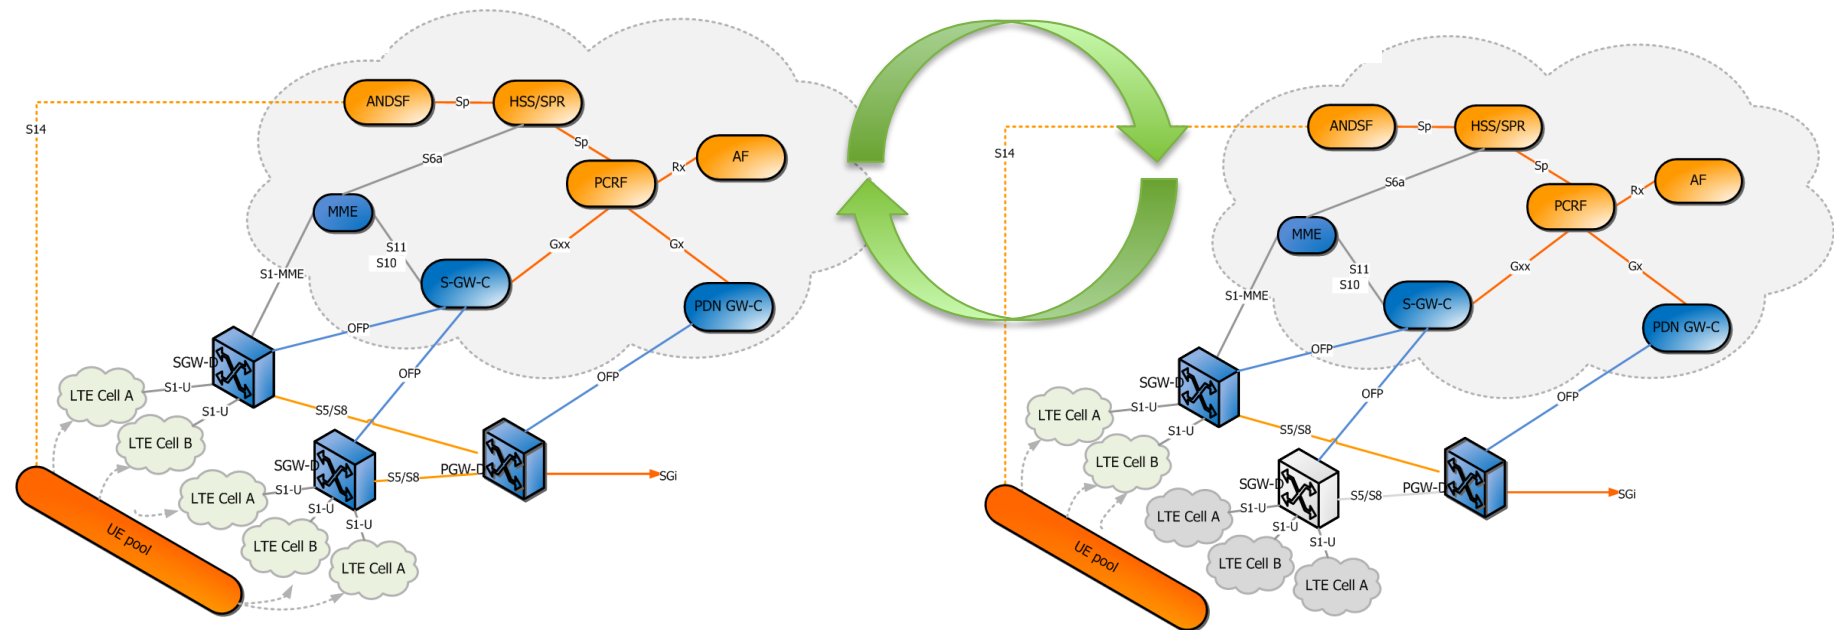 ANDSF
Sp
HSS/SPR
S14
Sp
S6a
Rx
AF
PCRF
MME
S11
S10
Gxx
Gx
S1-MME
S-GW-C
PDN GW-C
OFP
SGW-D
OFP
OFP
S1-U
LTE Cell A
S1-U
S5/S8
LTE Cell B
SGW-D
S5/S8
PGW-D
SGi
LTE Cell A
S1-U
S1-U
S1-U
LTE Cell B
LTE Cell A
UE pool
ANDSF
Sp
HSS/SPR
S14
Sp
S6a
Rx
AF
PCRF
MME
S11
S10
Gxx
Gx
S1-MME
S-GW-C
PDN GW-C
OFP
SGW-D
OFP
OFP
LTE Cell A
S1-U
S1-U
S5/S8
LTE Cell B
SGW-D
S5/S8
PGW-D
SGi
LTE Cell A
S1-U
S1-U
S1-U
LTE Cell B
LTE Cell A
UE pool